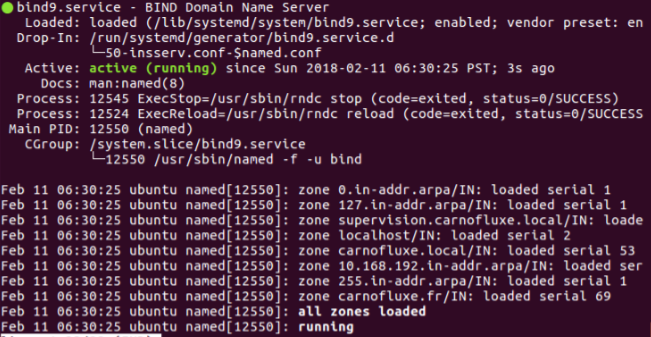 ●bind9.service - BIND Domain Name Server
Loaded: loaded (/lib/systemd/system/bind9.service; enabled; vendor preset: en
Drop-In: /run/systemd/generator/bind9.service.d
└─50-insserv.conf-$named.conf
Active: active (running) since Sun 2018-02-11 06:30:25 PST; 3s ago
Docs: man:named(8)
Process: 12545 ExecStop=/usr/sbin/rndc stop (code=exited, status=0/SUCCESS)
Process: 12524 ExecReload=/usr/sbin/rndc reload (code=exited, status=0/SUCCESS
Main PID: 12550 (named)
CGroup: /system.slice/bind9.service
└─12550 /usr/sbin/named -f -u bind
Feb 11 06:30:25 ubuntu named[12550]: zone 0.in-addr.arpa/IN: loaded serial 1
Feb 11 06:30:25 ubuntu named[12550]: zone 127.in-addr.arpa/IN: loaded serial 1
Feb 11 06:30:25 ubuntu named[12550]: zone supervision.carnofluxe.local/IN: loade
Feb 11 06:30:25 ubuntu named[12550]: zone localhost/IN: loaded serial 2
Feb 11 06:30:25 ubuntu named[12550]: zone carnofluxe.local/IN: loaded serial 53
Feb 11 06:30:25 ubuntu named[12550]: zone 10.168.192.in-addr.arpa/IN: loaded ser
Feb 11 06:30:25 ubuntu named[12550]: zone 255.in-addr.arpa/IN: loaded serial 1
Feb 11 06:30:25 ubuntu named[12550]: zone carnofluxe.fr/IN: loaded serial 69
Feb 11 06:30:25 ubuntu named[12550]: all zones loaded
Feb 11 06:30:25 ubuntu named[12550]: running